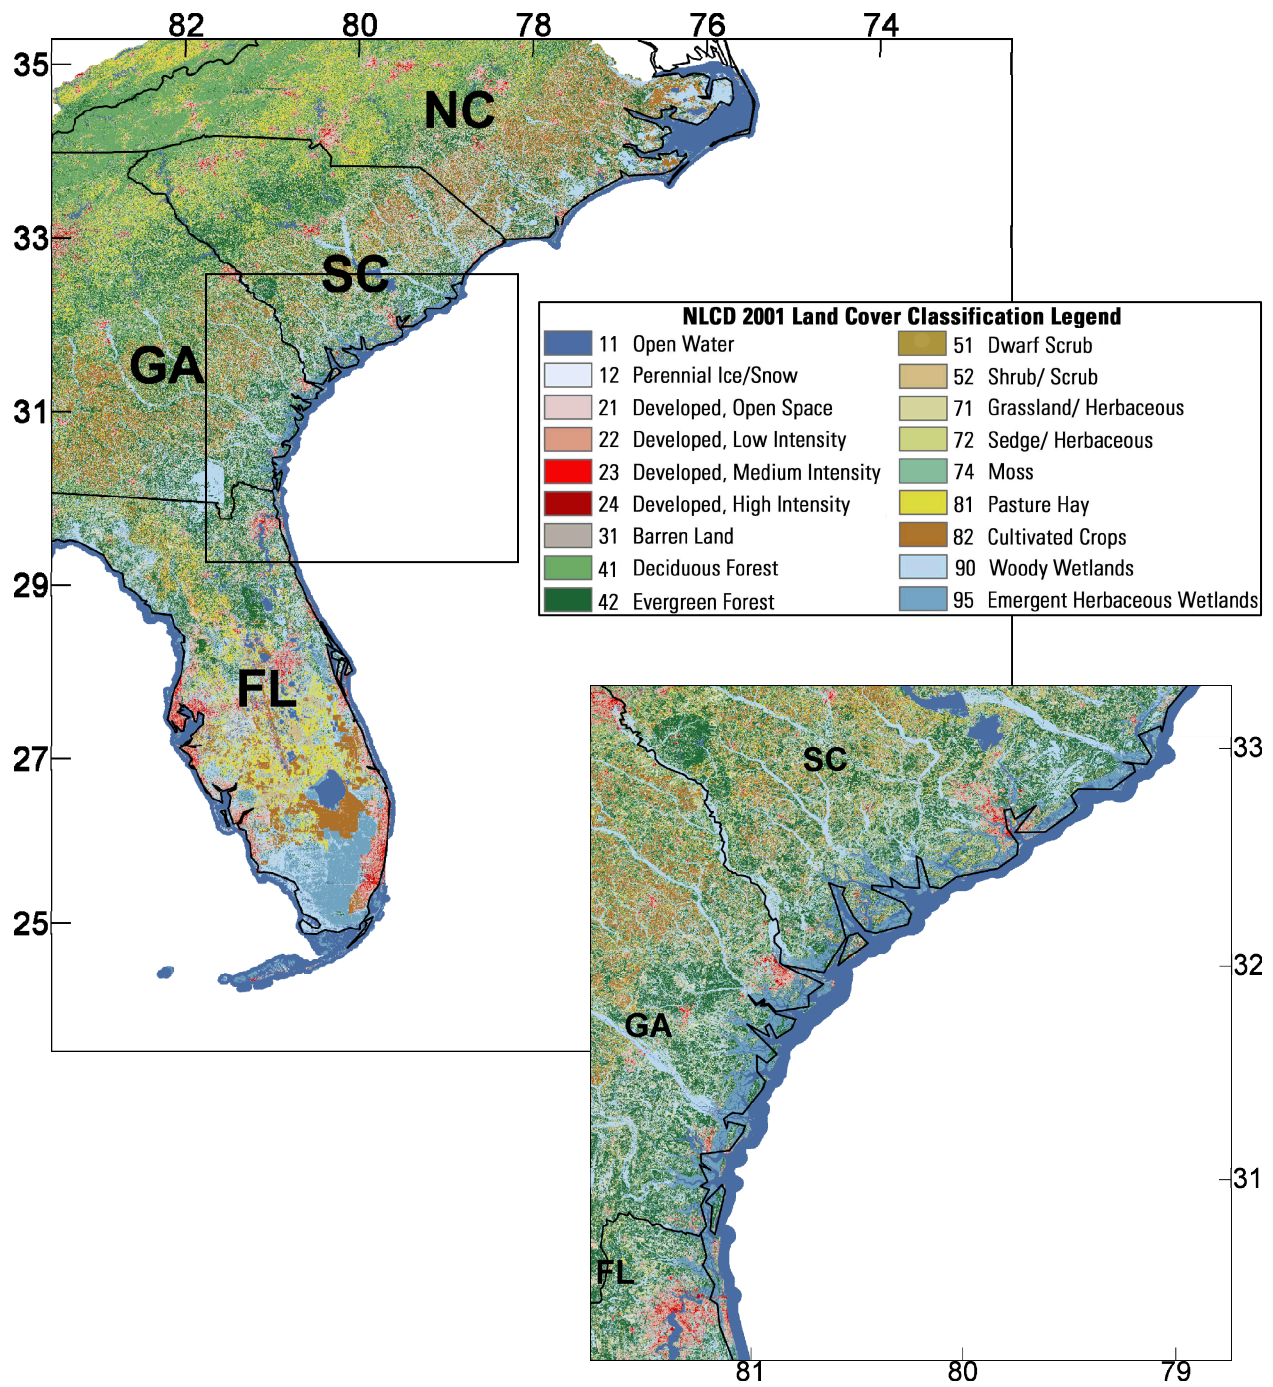 82 80 78 76 74
35
NC
33
SC
31
GA
29
FL
27
25
NLCD 2001 Land Cover Classification Legend
11 Open Water
12 Perennial Ice/Snow
21 Developed, Open Space
22 Developed, Low Intensity
23 Developed, Medium Intensity
24 Developed, High Intensity
31 Barren Land
41 Deciduous Forest
42 Evergreen Forest
51 Dwarf Scrub
52 Shrub/ Scrub
71 Grassland/ Herbaceous
72 Sedge/ Herbaceous
74 Moss
81 Pasture Hay
82 Cultivated Crops
90 Woody Wetlands
95 Emergent Herbaceous Wetlands
33
SC
32
GA
31
FL
81 80 79